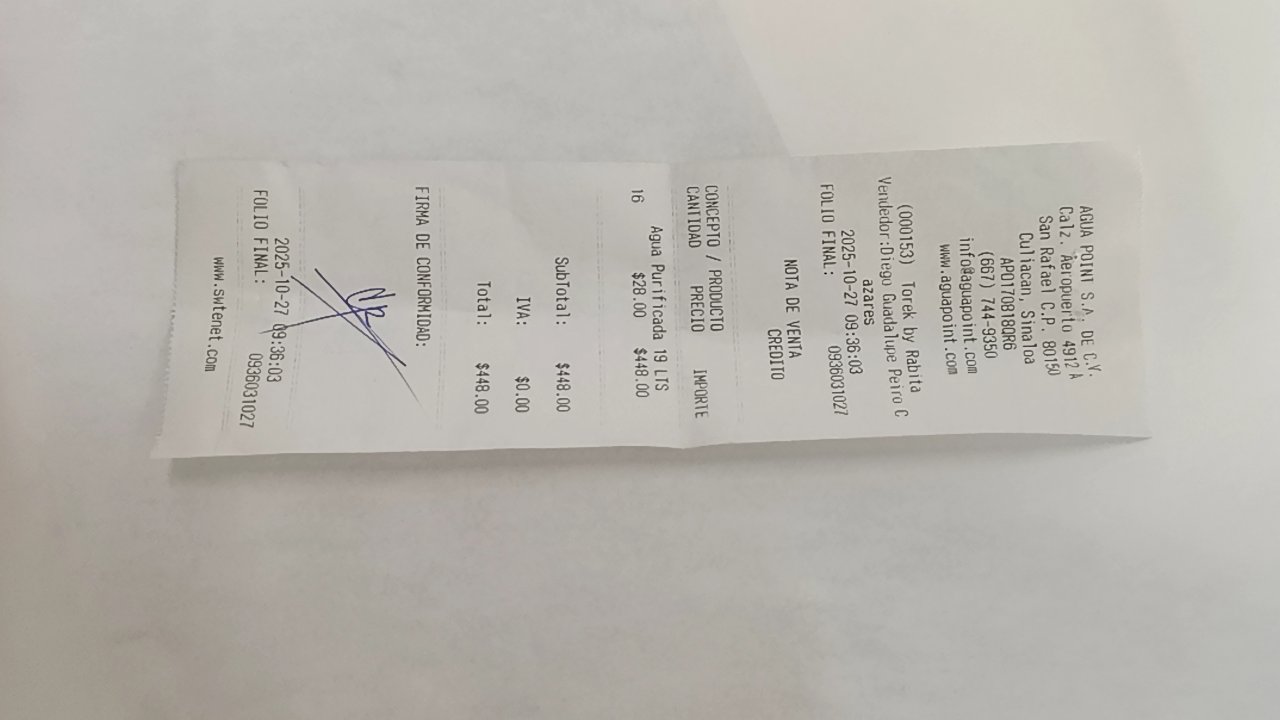 AGUA POINT S.A. DE C.V.
Calz. Aeropuerto 4912 A
San Rafael C.P. 80150
Culiacan, Sinaloa
APO170818QR6
(667) 744-9350
info@aguapoint.com
www.aguapoint.com
(000153) Torek by Rabita
Vendedor:Diego Guadalupe Peiro C
azares
2025-10-27 09:36:03
FOLIO FINAL: 0936031027
NOTA DE VENTA
CREDITO
CONCEPTO / PRODUCTO
CANTIDAD PRECIO IMPORTE
Agua Purificada 19 LTS
16 $28.00 $448.00
SubTotal: $448.00
IVA: $0.00
Total: $448.00
FIRMA DE CONFORMIDAD:
2025-10-27 09:36:03
FOLIO FINAL: 0936031027
www.swtenet.com